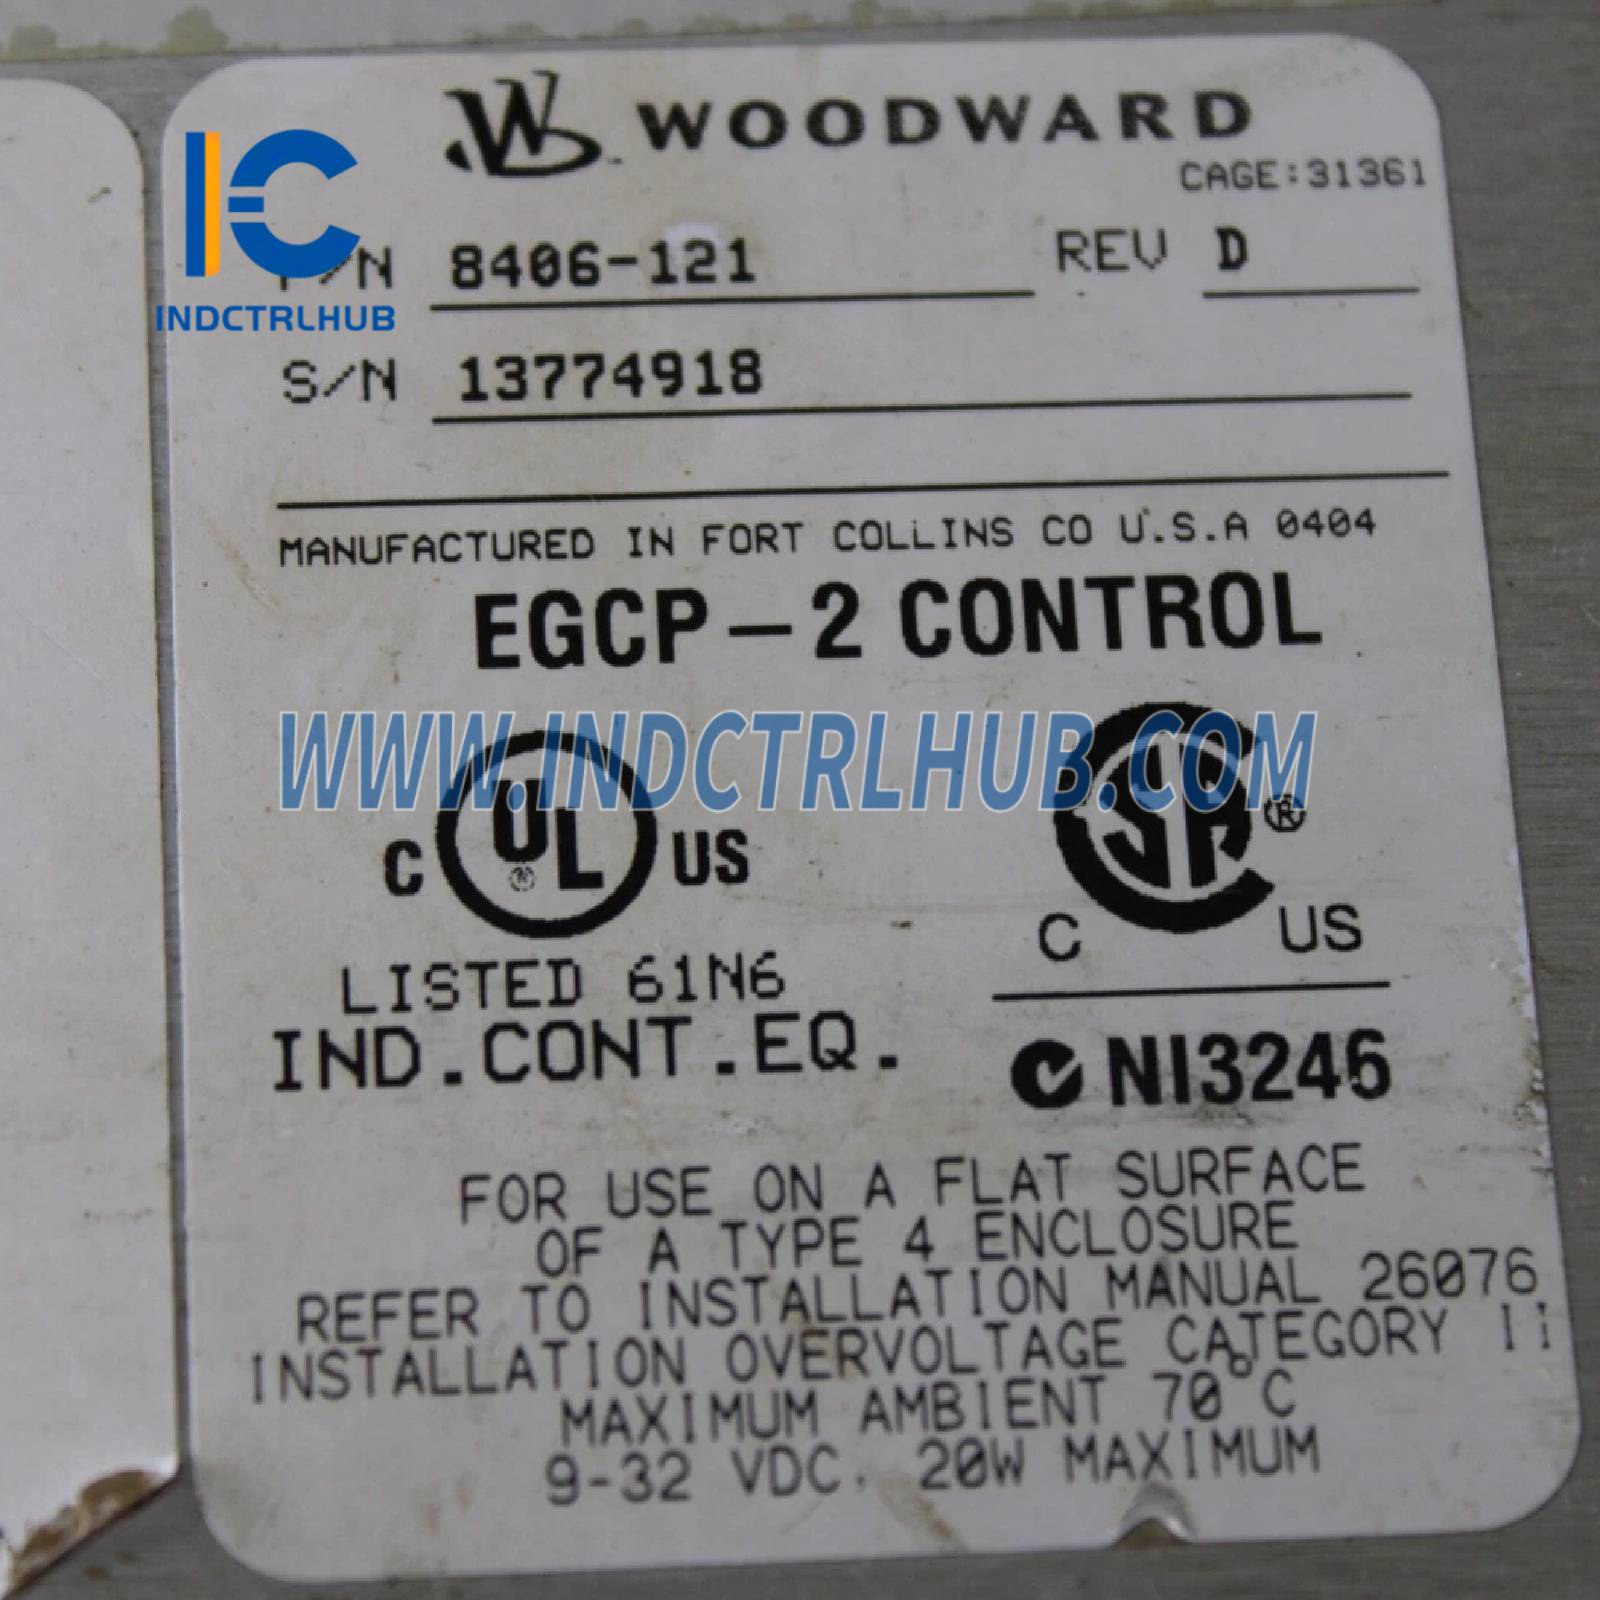 WOODWARD
CAGE:31361
IC
P/N 8406-121 REV D
INDCTRLHUB
S/N 13774918
MANUFACTURED IN FORT COLLINS CO U.S.A 0404
EGCP-2 CONTROL
WWW.INDCTRLHUB.COM
C UL ® US
CSA ®
C US
LISTED 61N6
IND.CONT.EQ.
NI3246
FOR USE ON A FLAT SURFACE
OF A TYPE 4 ENCLOSURE
REFER TO INSTALLATION MANUAL 26076
INSTALLATION OVERVOLTAGE CATEGORY II
MAXIMUM AMBIENT 70°C
9-32 VDC, 20W MAXIMUM